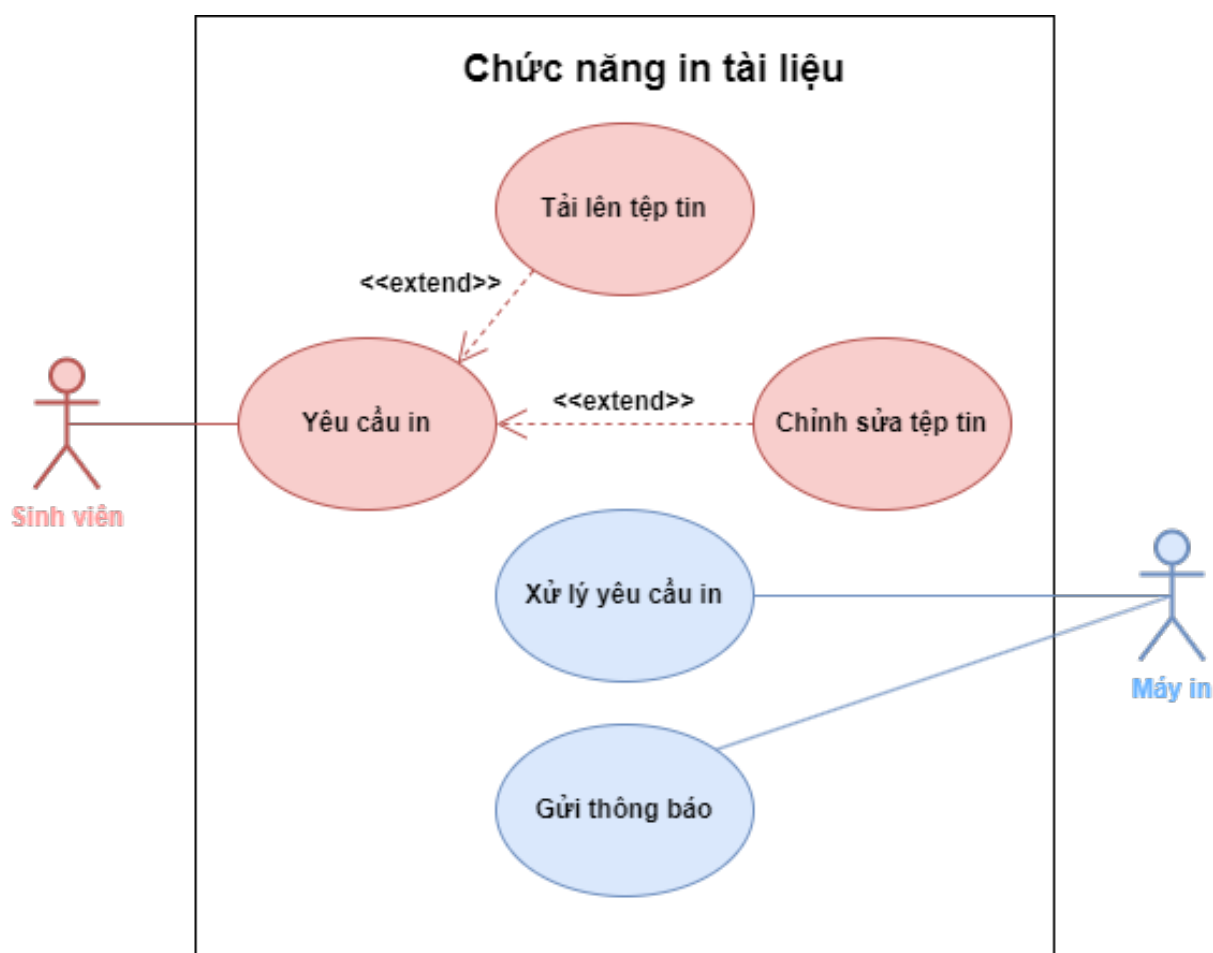 Chức năng in tài liệu
Tải lên tệp tin
<<extend>>
Yêu cầu in
<<extend>>
Chỉnh sửa tệp tin
Sinh viên
Xử lý yêu cầu in
Máy in
Gửi thông báo